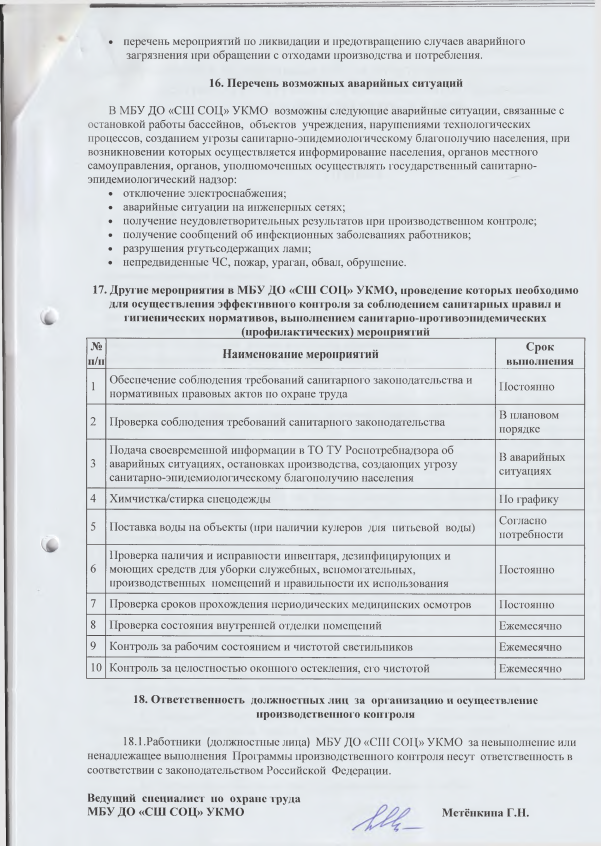 • перечень мероприятий по ликвидации и предотвращению случаев аварийного
загрязнения при обращении с отходами производства и потребления.
16. Перечень возможных аварийных ситуаций
В МБУ ДО «СШ СОЦ» УКМО возможны следующие аварийные ситуации, связанные с
остановкой работы бассейнов, объектов учреждения, нарушениями технологических
процессов, созданием угрозы санитарно-эпидемиологическому благополучию населения, при
возникновении которых осуществляется информирование населения, органов местного
самоуправления, органов, уполномоченных осуществлять государственный санитарно-
эпидемиологический надзор:
• отключение электроснабжения;
• аварийные ситуации на инженерных сетях;
• получение неудовлетворительных результатов при производственном контроле;
• получение сообщений об инфекционных заболеваниях работников;
• разрушения ртутьсодержащих ламп;
• непредвиденные ЧС, пожар, ураган, обвал, обрушение.
17. Другие мероприятия в МБУ ДО «СШ СОЦ» УКМО, проведение которых необходимо
для осуществления эффективного контроля за соблюдением санитарных правил и
гигиенических нормативов, выполнением санитарно-противоэпидемических
(профилактических) мероприятий
№ п/п Наименование мероприятий Срок выполнения
1 Обеспечение соблюдения требований санитарного законодательства и
нормативных правовых актов по охране труда Постоянно
2 Проверка соблюдения требований санитарного законодательства В плановом порядке
3 Подача своевременной информации в ТО ТУ Роспотребнадзора об
аварийных ситуациях, остановках производства, создающих угрозу
санитарно-эпидемиологическому благополучию населения В аварийных ситуациях
4 Химчистка/стирка спецодежды По графику
5 Поставка воды на объекты (при наличии кулеров для питьевой воды) Согласно потребности
6 Проверка наличия и исправности инвентаря, дезинфицирующих и
моющих средств для уборки служебных, вспомогательных,
производственных помещений и правильности их использования Постоянно
7 Проверка сроков прохождения периодических медицинских осмотров Постоянно
8 Проверка состояния внутренней отделки помещений Ежемесячно
9 Контроль за рабочим состоянием и чистотой светильников Ежемесячно
10 Контроль за целостностью оконного остекления, его чистотой Ежемесячно
18. Ответственность должностных лиц за организацию и осуществление
производственного контроля
18.1.Работники (должностные лица) МБУ ДО «СШ СОЦ» УКМО за невыполнение или
ненадлежащее выполнения Программы производственного контроля несут ответственность в
соответствии с законодательством Российской Федерации.
Ведущий специалист по охране труда
МБУ ДО «СШ СОЦ» УКМО Метёпкина Г.Н.